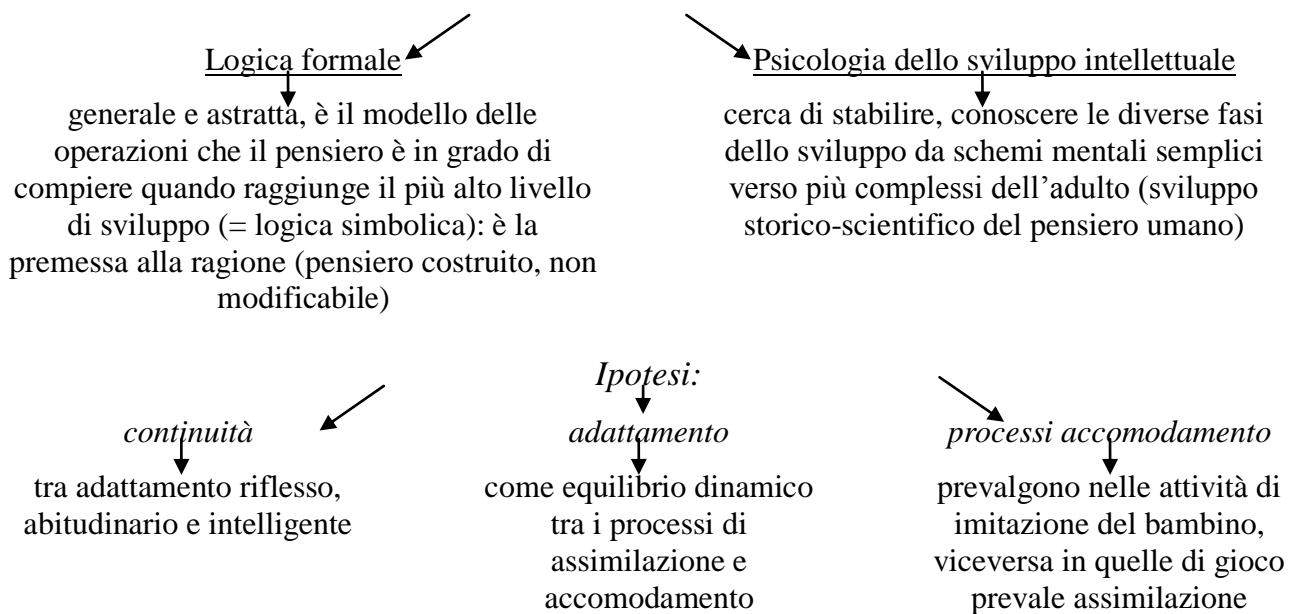 Logica formale
Psicologia dello sviluppo intellettuale
generale e astratta, è il modello delle
operazioni che il pensiero è in grado di
compiere quando raggiunge il più alto livello
di sviluppo (= logica simbolica): è la
premessa alla ragione (pensiero costruito, non
modificabile)
cerca di stabilire, conoscere le diverse fasi
dello sviluppo da schemi mentali semplici
verso più complessi dell'adulto (sviluppo
storico-scientifico del pensiero umano)
Ipotesi:
continuità
tra adattamento riflesso,
abitudinario e intelligente
adattamento
come equilibrio dinamico
tra i processi di
assimilazione e
accomodamento
processi accomodamento
prevalgono nelle attività di
imitazione del bambino,
viceversa in quelle di gioco
prevale assimilazione